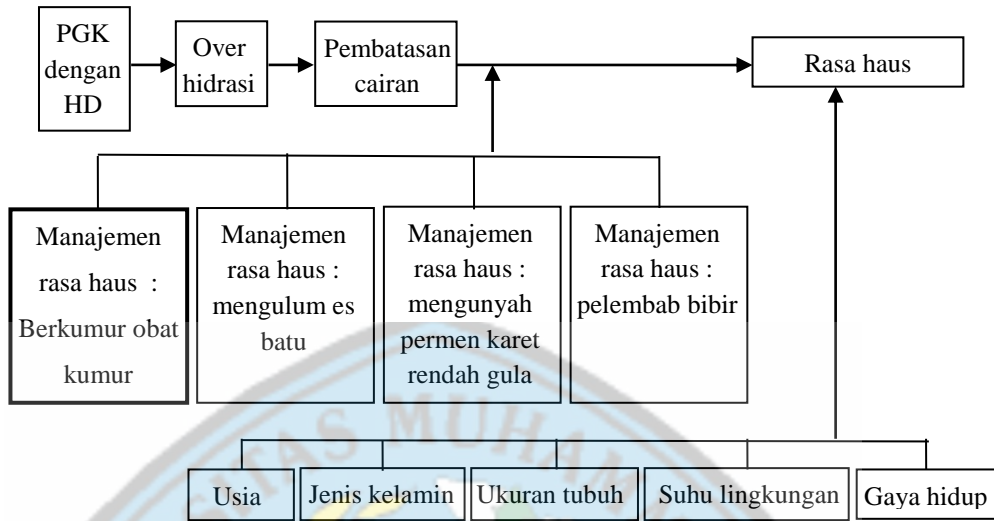 PGK
dengan
HD
Over
hidrasi
Pembatasan
cairan
Rasa haus
Manajemen
rasa haus :
Berkumur obat
kumur
Manajemen
rasa haus :
mengulum es
batu
Manajemen
rasa haus :
mengunyah
permen karet
rendah gula
Manajemen
rasa haus :
pelembab bibir
SITAS MUHAM
Usia
Jenis kelamin
Ukuran tubuh
Suhu lingkungan
Gaya hidup